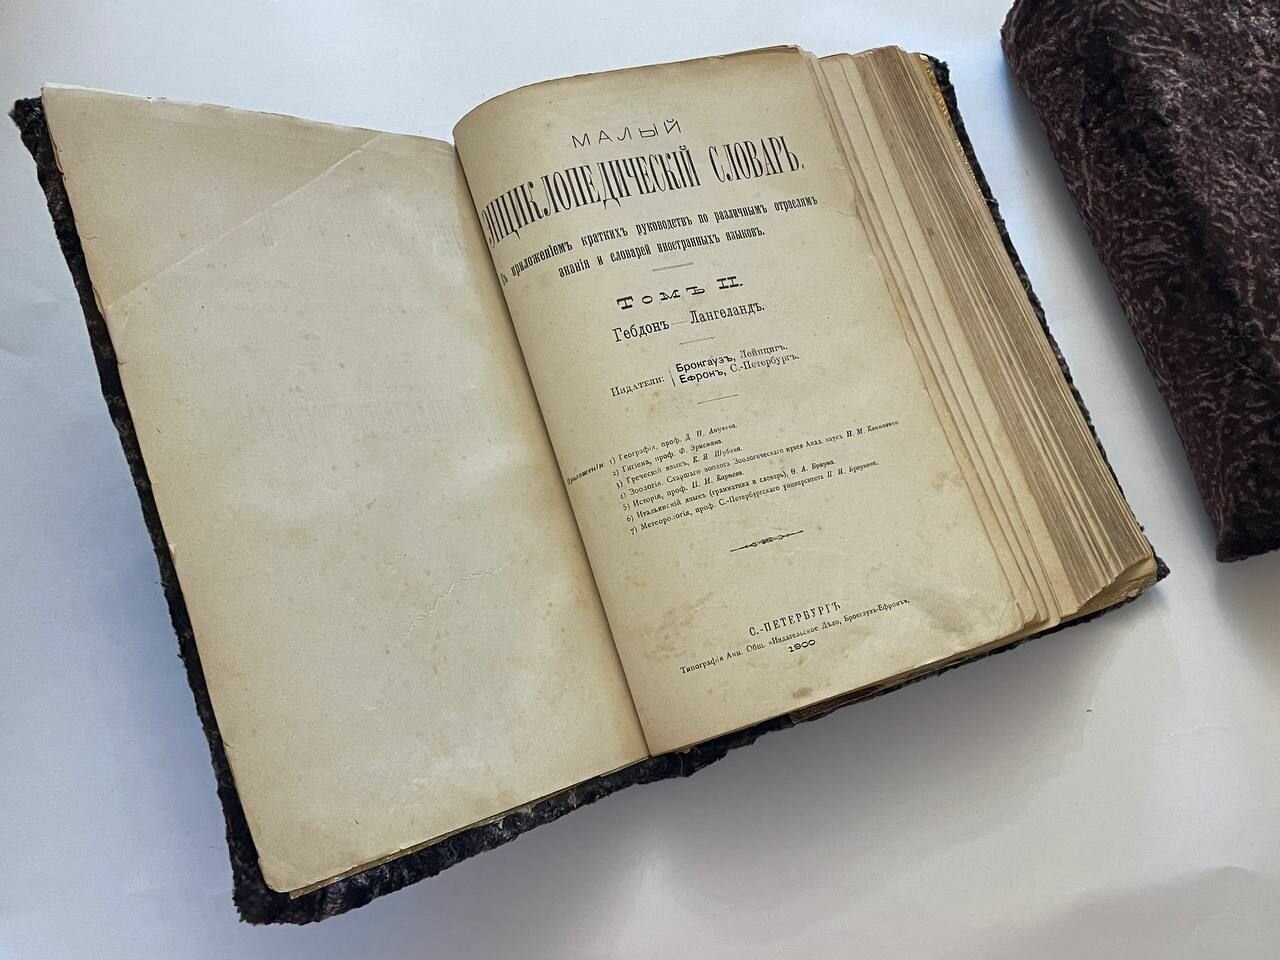 МАЛЫЙ
ЭНЦИКЛОПЕДИЧЕСКІЙ СЛОВАРЬ.
съ приложеніемъ краткихъ руководствъ по различнымъ отраслямъ
знанія и словарей иностранныхъ языковъ.
Томъ II.
Гебдонъ—Лангеландъ.
Издатели: Брокгаузъ, Лейпцигъ.
Ефронъ, С.-Петербургъ.
Приложенія: 1) Географія, проф. Д. Н. Анучина.
2) Гигіена, проф. Ф. Эрисмана.
3) Греческій языкъ, К. Я. Шубина.
4) Зоологія. Старшаго зоолога Зоологическаго музея Акад. наукъ Н. М. Книповича
5) Исторія, проф. Н. И. Карѣева.
6) Итальянскій языкъ (грамматика и словарь), Ѳ. А. Брауна.
7) Метеорологія, проф. С.-Петербургскаго университета П. И. Броунова.
С.-ПЕТЕРБУРГЪ
Типографія Акц. Общ. «Издательское Дѣло, Брокгаузъ-Ефронъ»,
1900